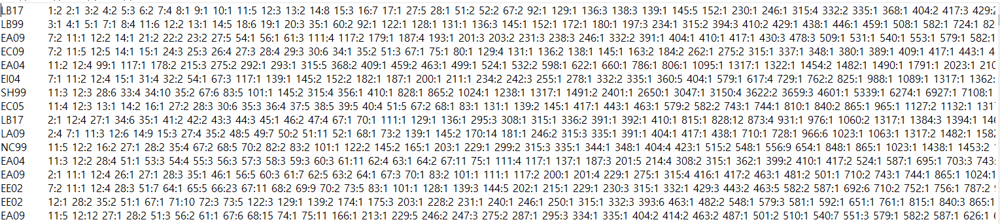 LB17 1:2 2:1 3:2 4:2 5:3 6:2 7:4 8:1 9:1 10:1 11:5 12:3 13:2 14:8 15:3 16:7 17:1 27:5 28:1 51:2 52:2 67:2 92:1 129:1 136:3 138:3 139:1 145:5 152:1 230:1 246:1 315:4 332:2 335:1 368:1 404:2 417:3 429:2
LB99 3:1 4:1 5:1 7:1 8:4 11:6 12:2 13:1 14:5 18:6 19:1 20:3 35:1 60:2 92:1 122:1 128:1 131:1 136:3 145:1 152:1 172:1 180:1 197:3 234:1 315:2 394:3 410:2 429:1 438:1 446:1 459:1 508:1 582:1 724:1 82
EA09 7:2 11:1 12:2 14:1 21:2 22:2 23:2 27:5 54:1 56:1 61:3 111:4 117:2 179:1 187:4 193:1 201:3 203:2 231:3 238:3 246:1 332:2 391:1 404:1 410:1 417:1 430:3 478:3 509:1 531:1 540:1 553:1 579:1 582:1
EC09 7:2 11:5 12:5 14:1 15:1 24:3 25:3 26:4 27:3 28:4 29:3 30:6 34:1 35:2 51:3 67:1 75:1 80:1 129:4 131:1 136:2 138:1 145:1 163:2 184:2 262:1 275:2 315:1 337:1 348:1 380:1 389:1 409:1 417:1 443:1 4
EA04 11:2 12:4 99:1 117:1 178:2 215:3 275:2 292:1 293:1 315:5 368:2 409:1 459:2 463:1 499:1 524:1 532:2 598:1 622:1 660:1 786:1 806:1 1095:1 1317:1 1322:1 1454:2 1482:1 1490:1 1791:1 2023:1 210
EI04 7:1 11:2 12:4 15:1 31:4 32:2 54:1 67:3 117:1 139:1 145:2 152:2 182:1 187:1 200:1 211:1 234:2 242:3 255:1 278:1 332:2 335:1 360:5 404:1 579:1 617:4 729:1 762:2 825:1 988:1 1089:1 1317:1 1362:
SH99 11:3 12:3 28:6 33:4 34:10 35:2 67:6 83:5 101:1 145:2 315:4 356:1 410:1 828:1 865:2 1024:1 1238:1 1317:1 1491:2 2401:1 2650:1 3047:1 3150:4 3622:2 3659:3 4601:1 5339:1 6274:1 6927:1 7108:1
EC05 11:4 12:3 13:1 14:2 16:1 27:2 28:3 30:6 35:3 36:4 37:5 38:5 39:5 40:4 51:5 67:2 68:1 83:1 131:1 139:2 145:1 417:1 443:1 463:1 579:2 582:2 743:1 744:1 810:1 840:2 865:1 965:1 1127:2 1132:1 131
LB17 2:1 12:4 27:1 34:6 35:1 41:2 42:2 43:3 44:3 45:1 46:2 47:4 67:1 70:1 111:1 129:1 136:1 295:3 308:1 315:1 336:2 391:1 392:1 410:1 815:1 828:12 873:4 931:1 976:1 1060:2 1317:1 1384:3 1394:1 146
LA09 2:4 7:1 11:3 12:6 14:9 15:3 27:4 35:2 48:5 49:7 50:2 51:11 52:1 68:1 73:2 139:1 145:2 170:14 181:1 246:2 315:3 335:1 391:1 404:1 417:1 438:1 710:1 728:1 966:6 1023:1 1063:1 1317:2 1482:1 1582
NC99 11:5 12:2 16:2 27:1 28:2 35:4 67:2 68:5 70:2 82:2 83:2 101:1 122:2 145:2 165:1 203:1 229:1 299:2 315:3 335:1 344:1 348:1 404:4 423:1 515:2 548:1 556:9 654:1 848:1 865:1 1023:1 1438:1 1453:2
EA04 11:3 12:2 28:4 51:1 53:3 54:4 55:3 56:3 57:3 58:3 59:3 60:3 61:11 62:4 63:1 64:2 67:11 75:1 111:4 117:1 137:1 187:3 201:5 214:4 308:2 315:1 362:1 399:2 410:1 417:2 524:1 587:1 695:1 703:3 743:
EA09 2:1 11:1 12:4 26:1 27:1 28:3 35:1 46:1 56:5 60:3 61:7 62:5 63:2 64:1 67:3 70:1 83:2 101:1 111:1 117:2 200:1 201:4 229:1 275:1 315:4 416:1 417:2 463:1 481:2 501:1 710:2 743:1 744:1 865:1 1024:
EE02 7:2 11:1 12:4 28:3 51:7 64:1 65:5 66:23 67:11 68:2 69:9 70:2 73:5 83:1 101:1 128:1 139:3 144:5 202:1 215:1 229:1 230:3 315:1 332:1 429:3 443:2 463:5 582:2 587:1 692:6 710:2 752:1 756:1 787:2
EE02 12:1 28:2 35:2 51:1 67:1 71:10 72:3 73:5 122:3 129:1 139:2 174:1 175:3 203:1 228:2 231:1 240:1 246:1 250:1 315:1 332:3 393:6 463:1 482:2 548:1 579:3 581:1 592:1 651:1 761:1 815:1 840:3 865:1
EA09 11:5 12:12 27:1 28:2 51:3 56:2 61:1 67:6 68:15 74:1 75:11 166:1 213:1 229:5 246:2 247:3 275:2 287:1 295:3 334:1 335:1 404:2 414:2 463:2 487:1 501:2 510:1 540:7 551:3 579:1 582:2 587:1 626:1